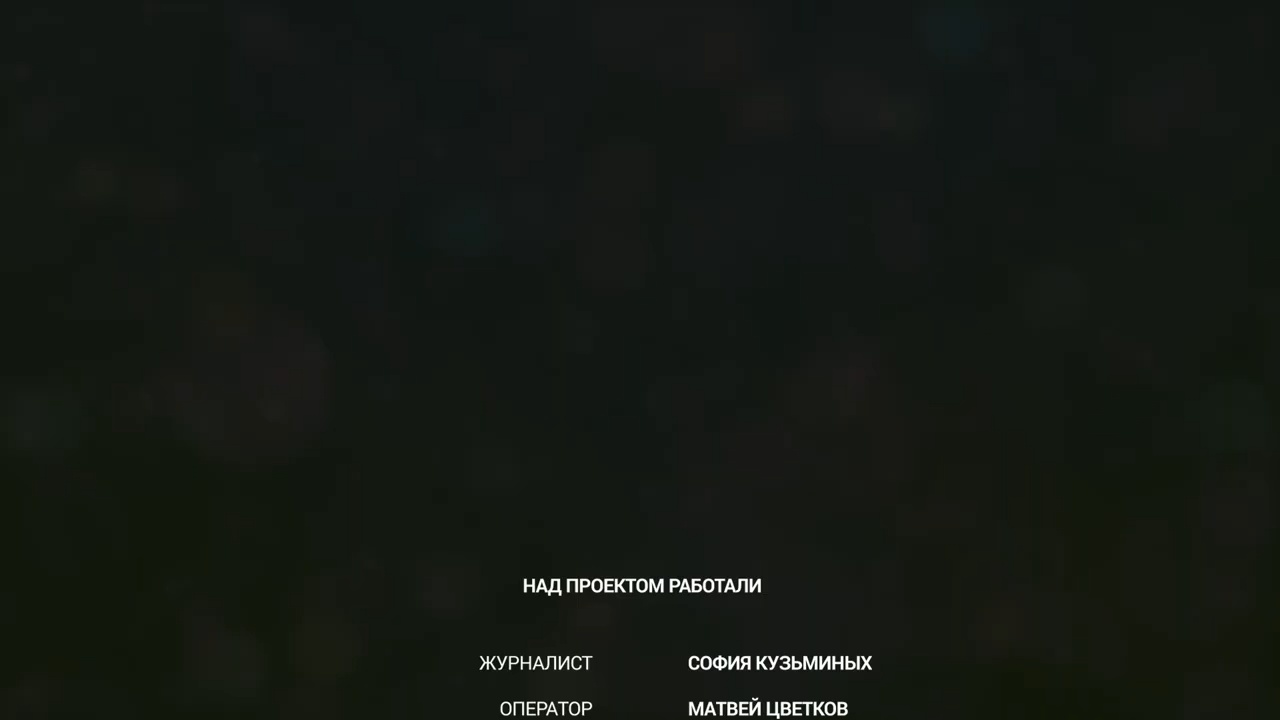 НАД ПРОЕКТОМ РАБОТАЛИ
ЖУРНАЛИСТ СОФИЯ КУЗЬМИНЫХ
ОПЕРАТОР МАТВЕЙ ЦВЕТКОВ